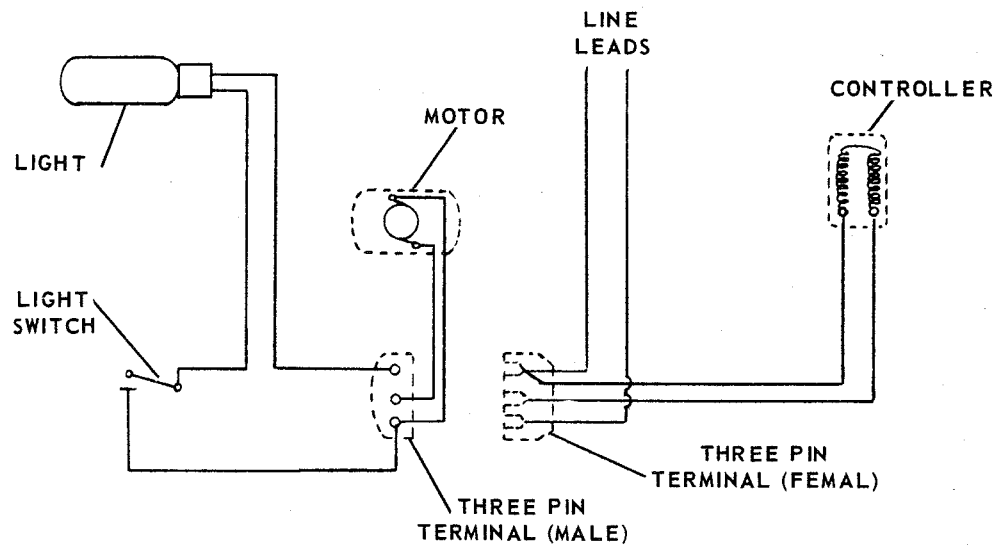 LINE
LEADS
CONTROLLER
MOTOR
LIGHT
LIGHT
SWITCH
THREE PIN
TERMINAL (FEMAL)
THREE PIN
TERMINAL (MALE)